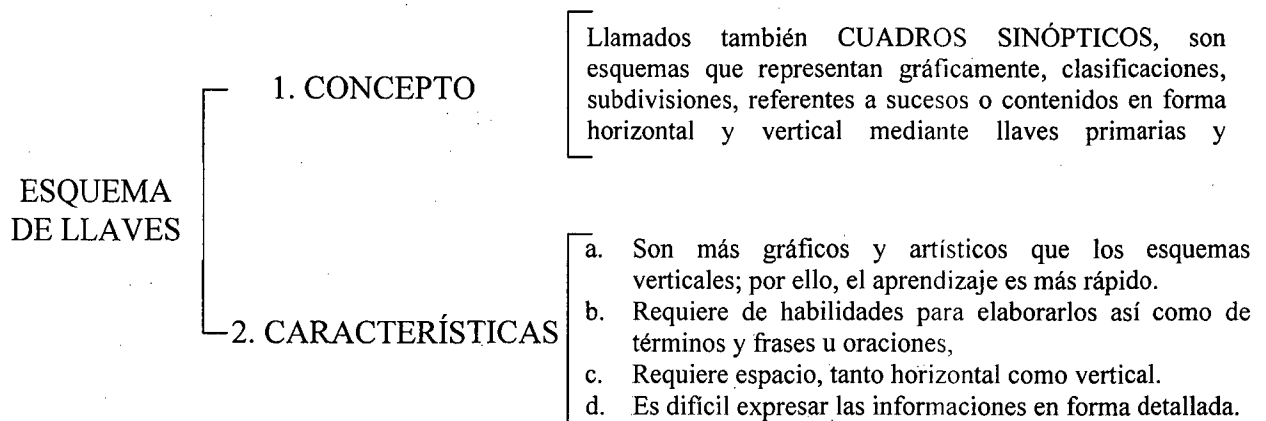 ESQUEMA
DE LLAVES
1. CONCEPTO
Llamados también CUADROS SINÓPTICOS, son
esquemas que representan gráficamente, clasificaciones,
subdivisiones, referentes a sucesos o contenidos en forma
horizontal y vertical mediante llaves primarias y
2. CARACTERÍSTICAS
a. Son más gráficos y artísticos que los esquemas
verticales; por ello, el aprendizaje es más rápido.
b. Requiere de habilidades para elaborarlos así como de
términos y frases u oraciones,
c. Requiere espacio, tanto horizontal como vertical.
d. Es difícil expresar las informaciones en forma detallada.